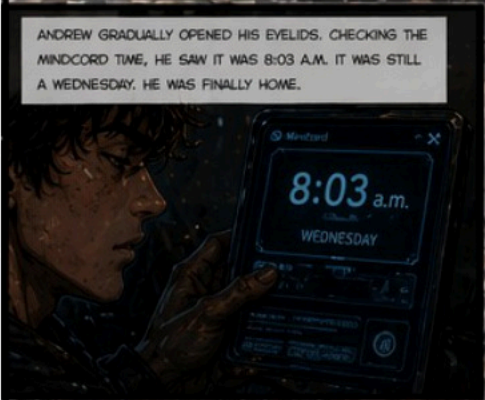 ANDREW GRADUALLY OPENED HIS EYELIDS. CHECKING THE
MINDCORD TIME, HE SAW IT WAS 8:03 A.M. IT WAS STILL
A WEDNESDAY. HE WAS FINALLY HOME.
Mindcord
8:03 a.m.
WEDNESDAY